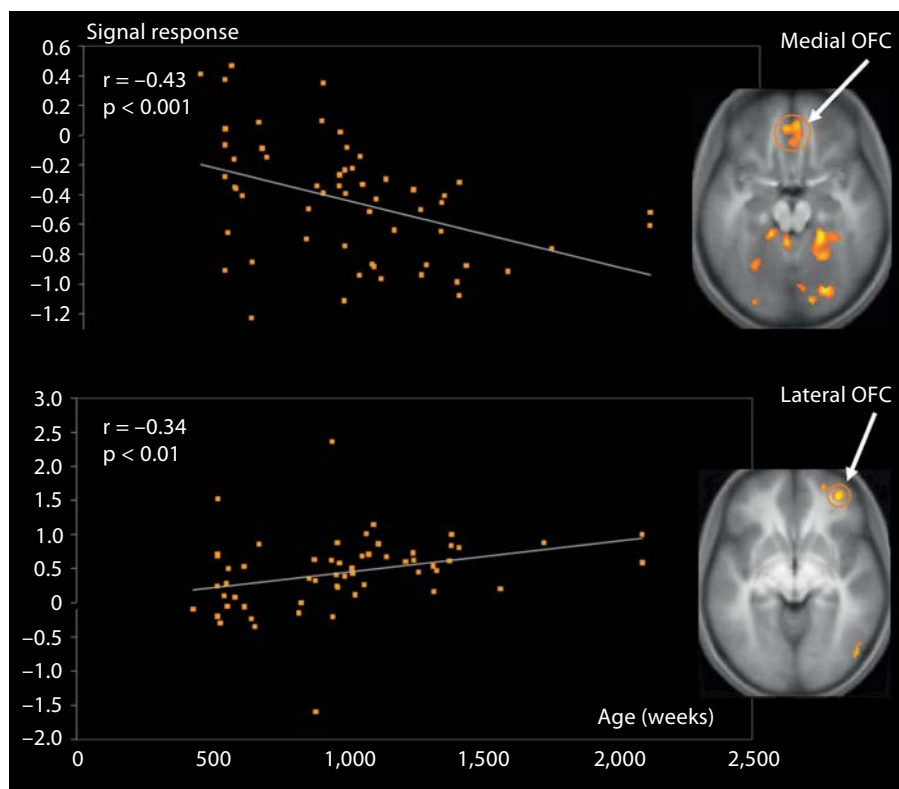 Signal response
Medial OFC
0.6
0.4
0.2
0
−0.2
−0.4
−0.6
−0.8
−1.0
−1.2
r = −0.43
p < 0.001
Lateral OFC
3.0
2.5
2.0
1.5
1.0
0.5
0
−0.5
−1.0
−1.5
−2.0
r = −0.34
p < 0.01
Age (weeks)
0 500 1,000 1,500 2,000 2,500